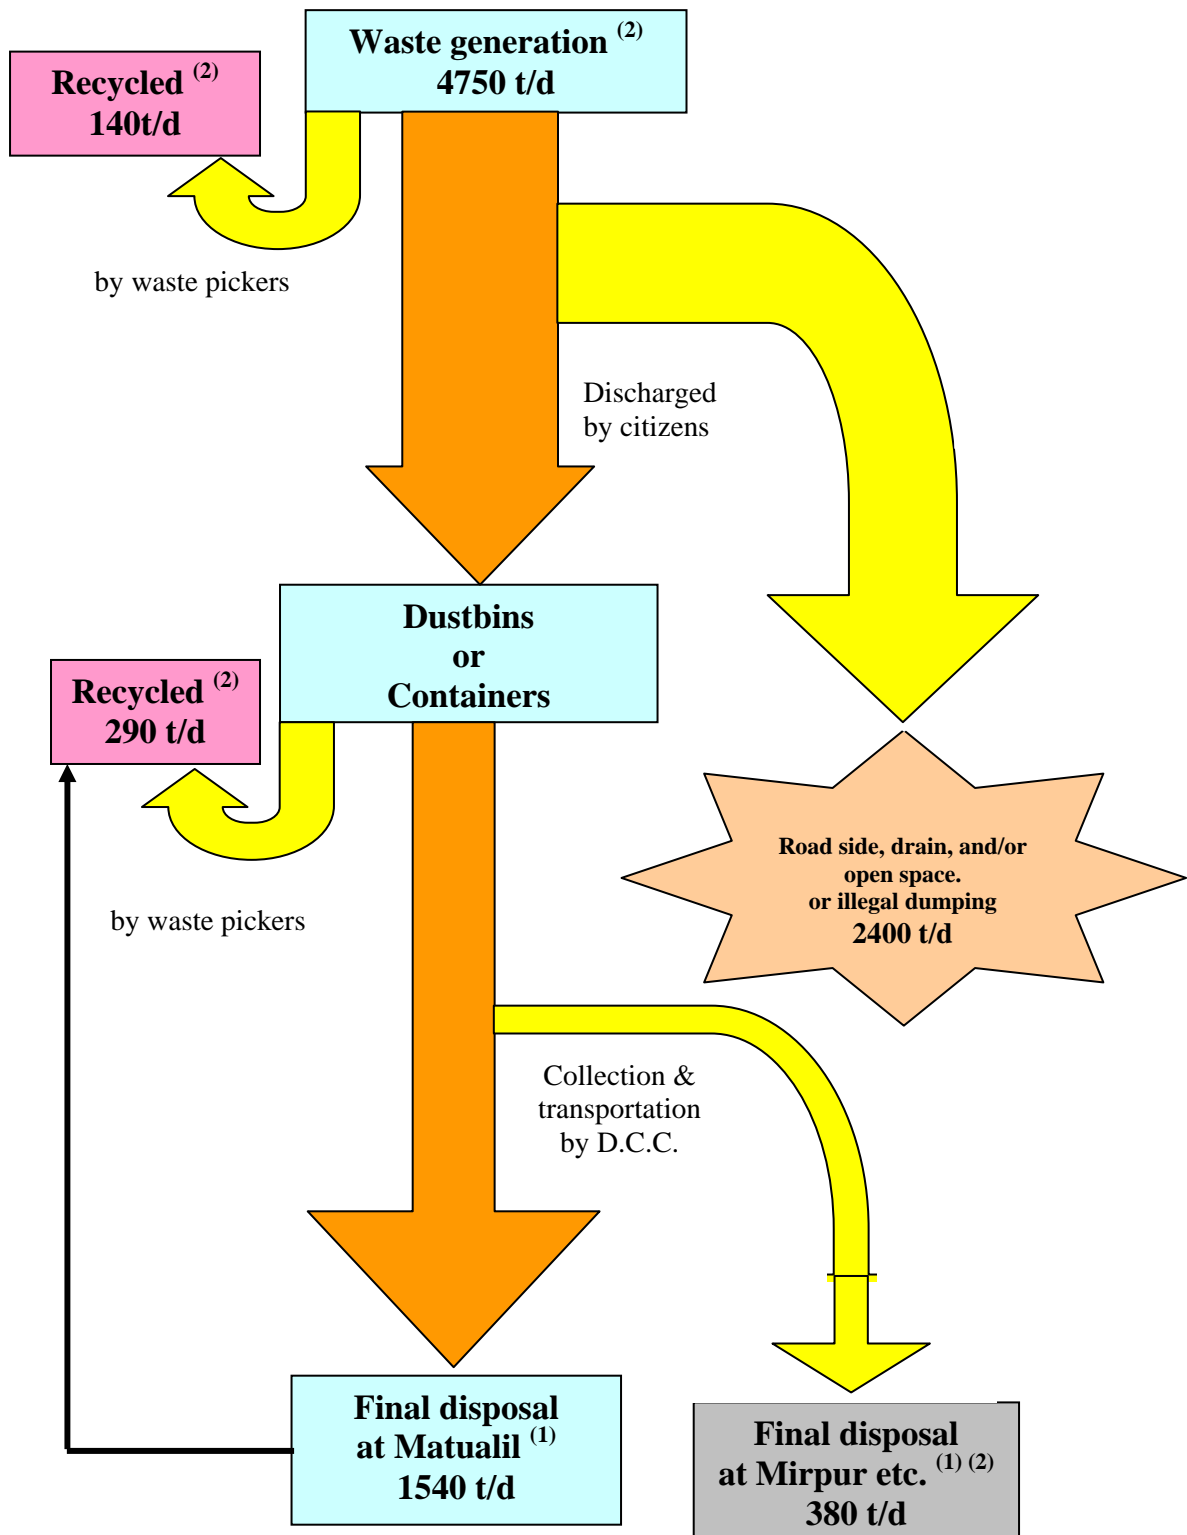 Waste generation (2)
4750 t/d
Recycled (2)
140t/d
by waste pickers
Discharged
by citizens
Dustbins
or
Containers
Recycled (2)
290 t/d
by waste pickers
Road side, drain, and/or
open space.
or illegal dumping
2400 t/d
Collection &
transportation
by D.C.C.
Final disposal
at Matualil (1)
1540 t/d
Final disposal
at Mirpur etc. (1) (2)
380 t/d